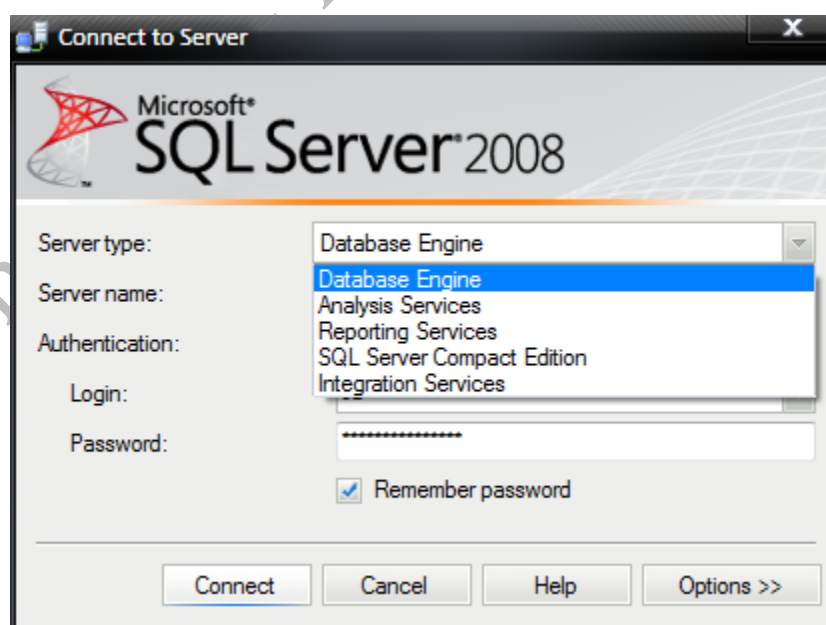 Connect to Server
X
Microsoft®
SQL Server® 2008
TM
Server type:
Database Engine
Database Engine
Server name:
Analysis Services
Reporting Services
Authentication:
SQL Server Compact Edition
Login:
Integration Services
Password:
***************
Remember password
Connect
Cancel
Help
Options >>